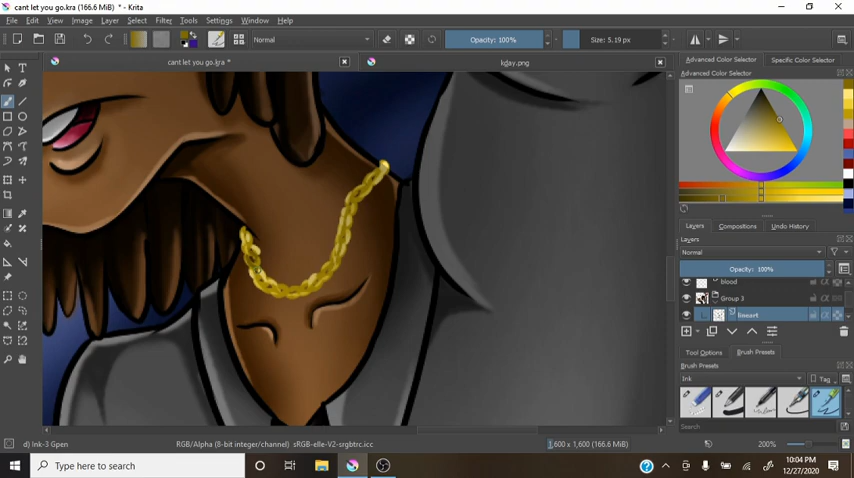 cant let you go.kra (166.6 MiB) * - Krita
File Edit View Image Layer Select Filter Tools Settings Window Help
Normal Opacity: 100% Size: 5.19 px
cant let you go.kra * kday.png
Advanced Color Selector Specific Color Selector
Advanced Color Selector
Layers Compositions Undo History
Layers
Normal
Opacity: 100%
blood
Group 3
lineart
Tool Options Brush Presets
Brush Presets
Ink Tag
Search
d) Ink-3 Gpen RGB/Alpha (8-bit integer/channel) sRGB-elle-V2-srgbtrc.icc 1,600 x 1,600 (166.6 MiB) 200%
Type here to search
10:04 PM
12/27/2020